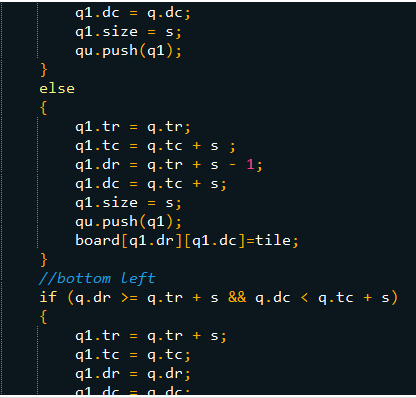 q1.dc = q.dc;
q1.size = s;
qu.push(q1);
}
else
{
q1.tr = q.tr;
q1.tc = q.tc + s ;
q1.dr = q.tr + s - 1;
q1.dc = q.tc + s;
q1.size = s;
qu.push(q1);
board[q1.dr][q1.dc]=tile;
}
//bottom left
if (q.dr >= q.tr + s && q.dc < q.tc + s)
{
q1.tr = q.tr + s;
q1.tc = q.tc;
q1.dr = q.dr;
q1.dc = q.dc;